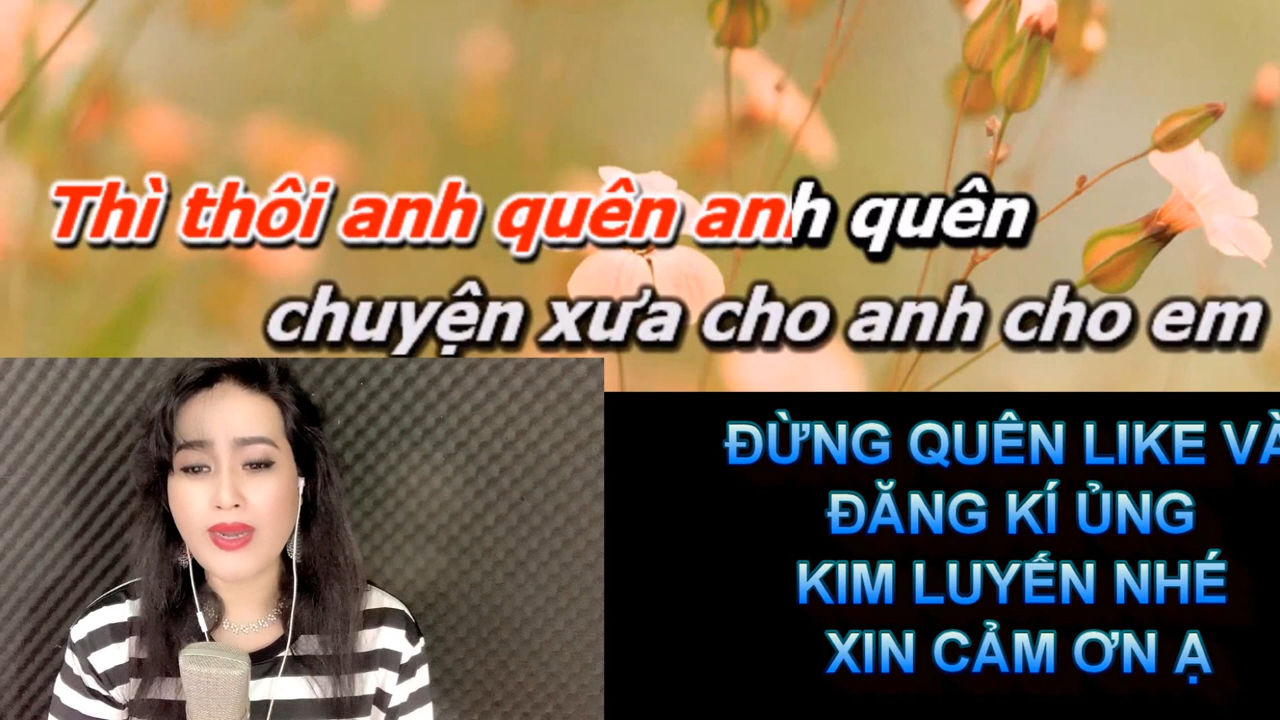 Thì thôi anh quên anh quên
chuyện xưa cho anh cho em
ĐỪNG QUÊN LIKE VÀ
ĐĂNG KÍ ỦNG
KIM LUYẾN NHÉ
XIN CẢM ƠN Ạ